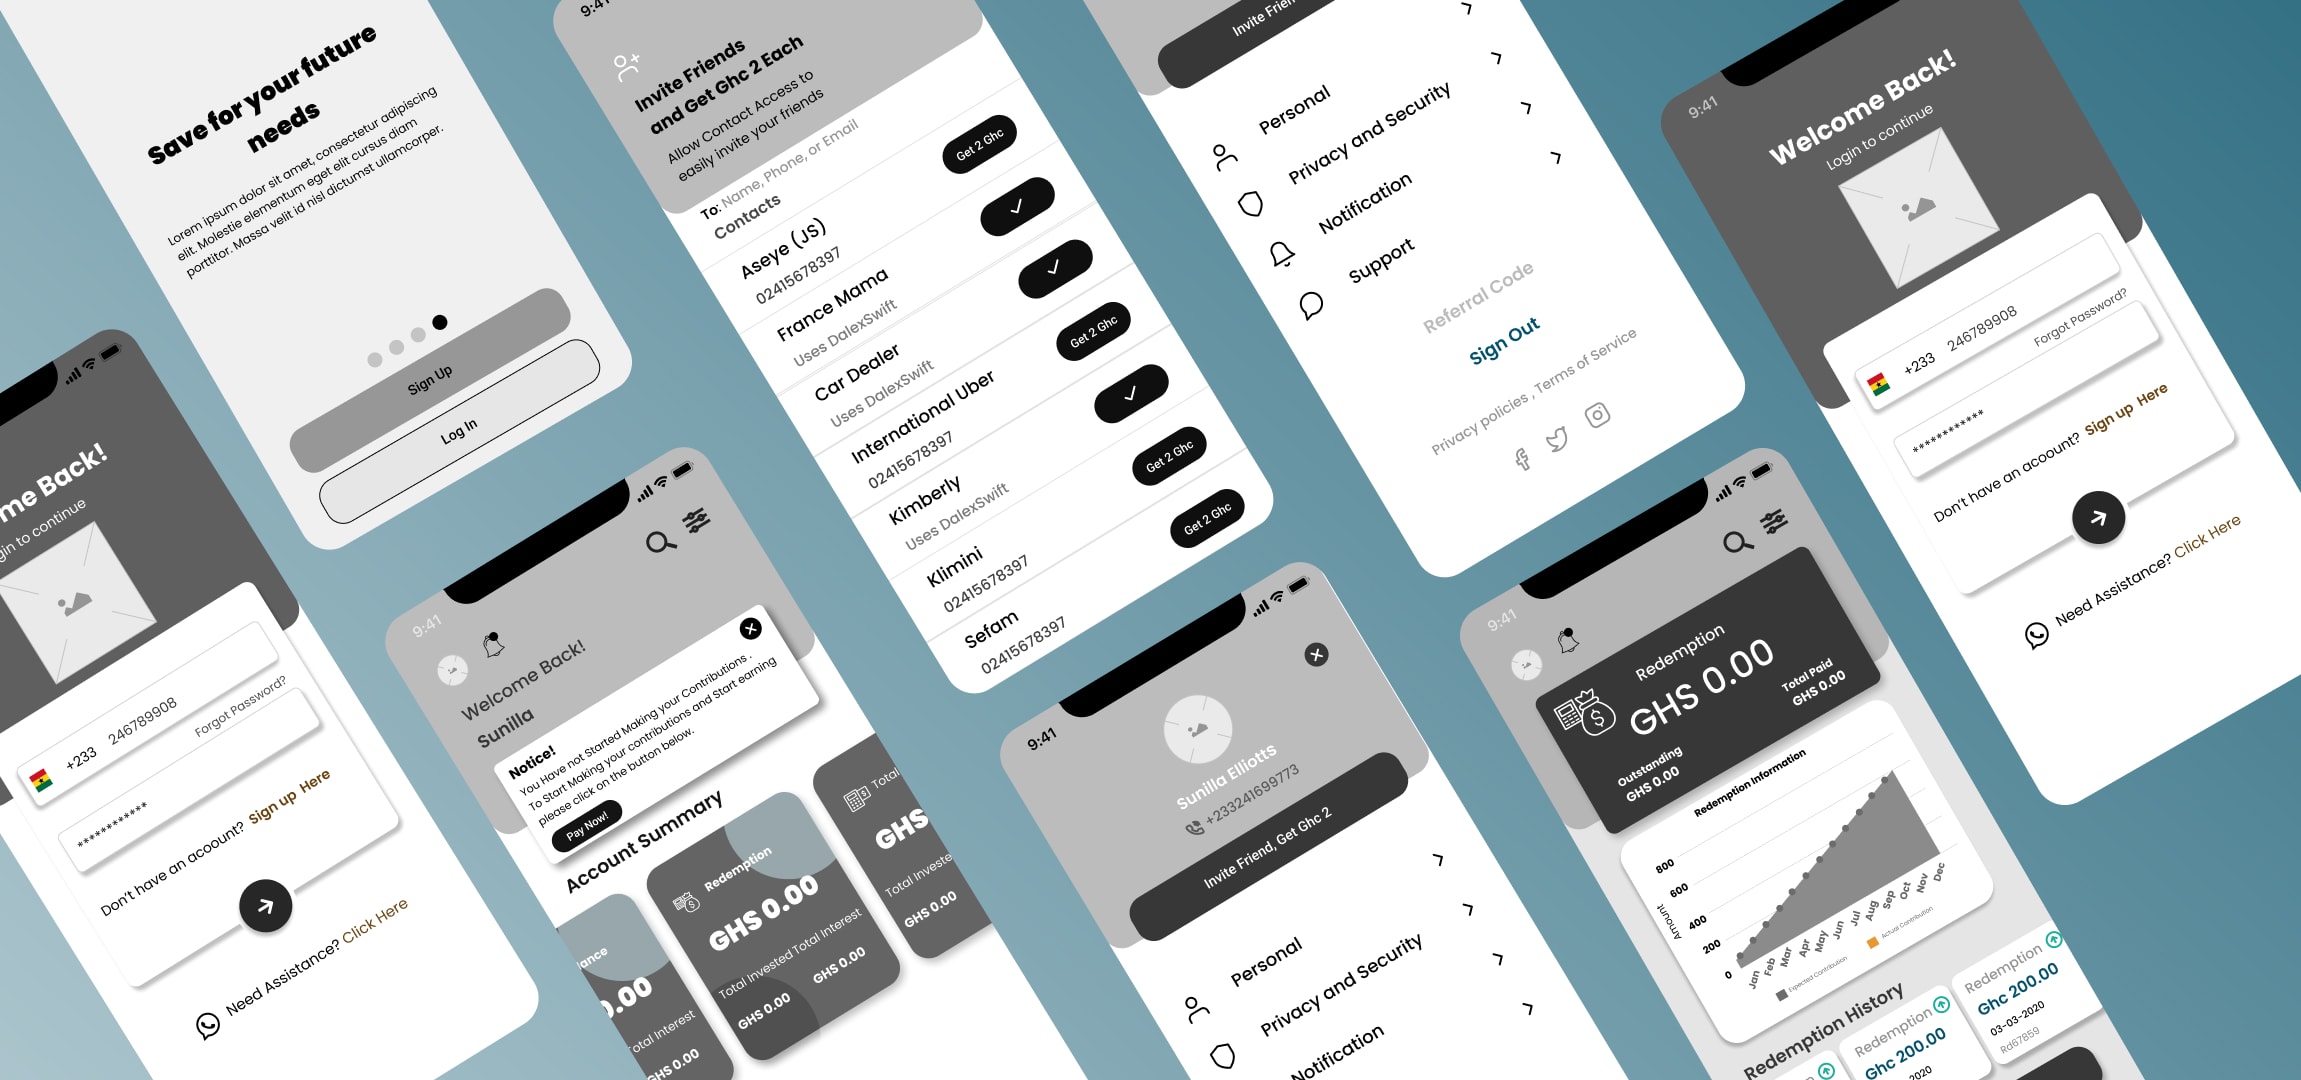 Save for your future
needs
Lorem ipsum dolor sit amet, consectetur adipiscing
elit. Molestie elementum eget elit cursus diam
porttitor. Massa velit id nisl dictumst ullamcorper.
Sign Up
Log In
me Back!
gin to continue
+233 246789908
Forgot Password?
************
Don't have an acoount? Sign up Here
Need Assistance? Click Here
9:41
Welcome Back!
Sunilla
Notice!
You Have not Started Making your Contributions .
To Start Making your contributions and Start earning
please click on the button below.
Pay Now!
Account Summary
lance
0.00
Total Interest
GHS 0.00
Redemption
GHS 0.00
Total Invested Total Interest
GHS 0.00 GHS 0.00
Total
GHS
Total Investe
GHS 0.00
9:41
Invite Friends
and Get Ghc 2 Each
Allow Contact Access to
easily invite your friends
To: Name, Phone, or Email
Contacts
Aseye (JS)
02415678397
Get 2 Ghc
France Mama
Uses DalexSwift
Car Dealer
Uses DalexSwift
International Uber
02415678397
Get 2 Ghc
Kimberly
Uses DalexSwift
Klimini
02415678397
Get 2 Ghc
Sefam
02415678397
Get 2 Ghc
Invite Frien
Personal
Privacy and Security
Notification
Support
Referral Code
Sign Out
Privacy policies , Terms of Service
9:41
Sunilla Elliotts
+23324169973
Invite Friend, Get Ghc 2
Personal
Privacy and Security
Notification
9:41
Welcome Back!
Login to continue
+233 246789908
Forgot Password?
************
Don't have an acoount? Sign up Here
Need Assistance? Click Here
9:41
Redemption
GHS 0.00
Total Paid
GHS 0.00
Outstanding
GHS 0.00
Redemption Information
Amount
800
600
400
200
0
Jan
Feb
Mar
Apr
May
Jun
Jul
Aug
Sep
Oct
Nov
Dec
Expected Contribution
Actual Contribution
Redemption History
Redemption
Ghc 200.00
2020
Redemption
Ghc 200.00
03-03-2020
Rd67859